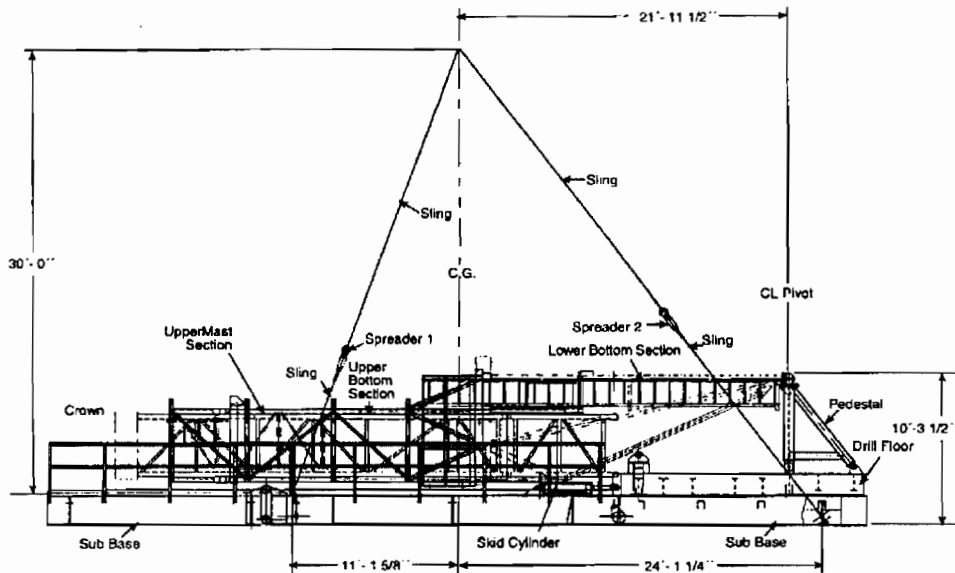 21'- 11 1/2''
Sling
Sling
30'- 0''
C.G.
CL Pivot
UpperMast
Section
Spreader 1
Spreader 2
Sling
Lower Bottom Section
Upper
Bottom
Section
Sling
Crown
Pedestal
10'-3 1/2''
Drill Floor
Sub Base
Skid Cylinder
Sub Base
11'- 1 5/8''
24'- 1 1/4''